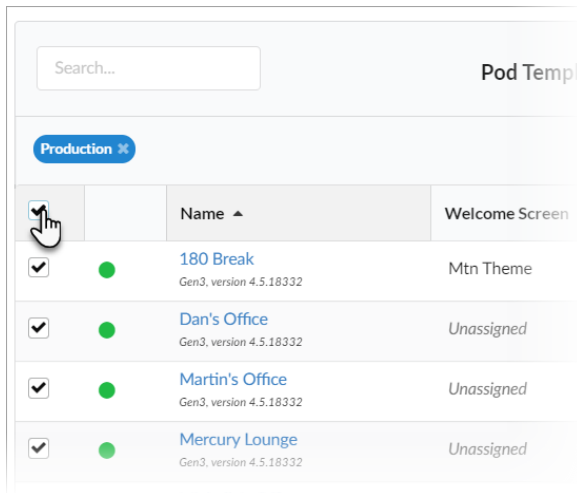 Search...
Pod Templ
Production ✖
Name ▲
Welcome Screen
180 Break
Gen3, version 4.5.18332
Mtn Theme
Dan's Office
Gen3, version 4.5.18332
Unassigned
Martin's Office
Gen3, version 4.5.18332
Unassigned
Mercury Lounge
Gen3, version 4.5.18332
Unassigned